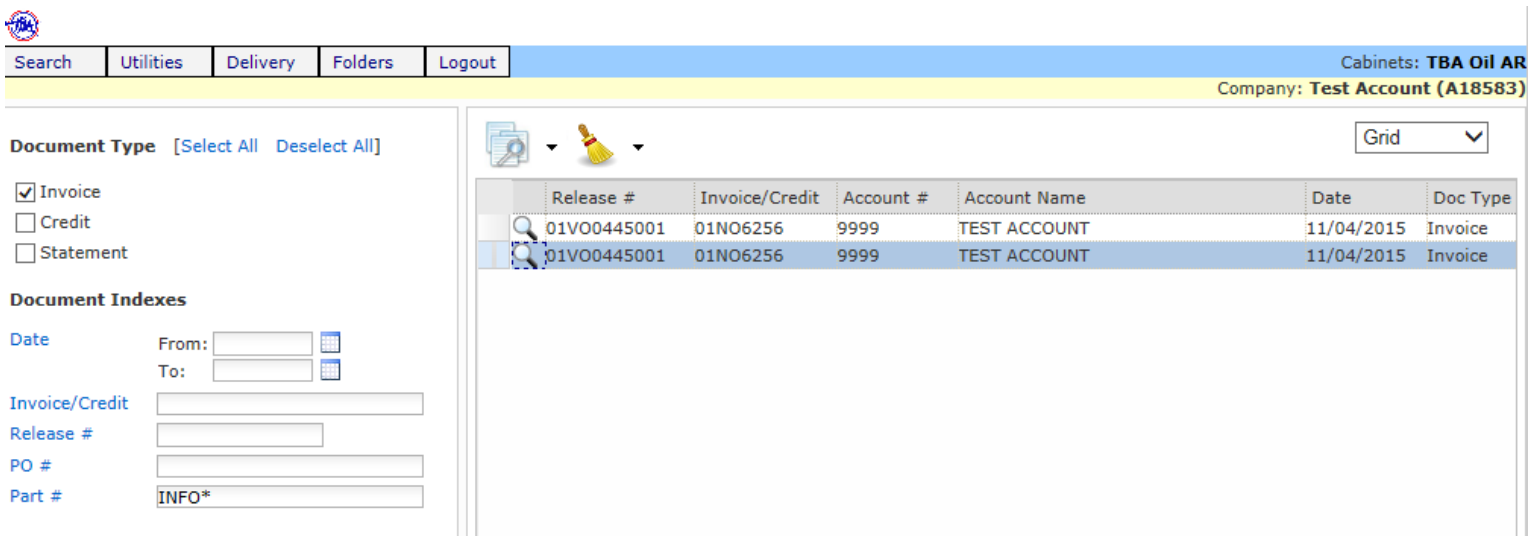 TBA
Search Utilities Delivery Folders Logout Cabinets: TBA Oil AR
Company: Test Account (A18583)
Document Type [Select All Deselect All]
Grid
Invoice
Credit
Statement
Release # Invoice/Credit Account # Account Name Date Doc Type
01VO0445001 01NO6256 9999 TEST ACCOUNT 11/04/2015 Invoice
01VO0445001 01NO6256 9999 TEST ACCOUNT 11/04/2015 Invoice
Document Indexes
Date From:
To:
Invoice/Credit
Release #
PO #
Part # INFO*